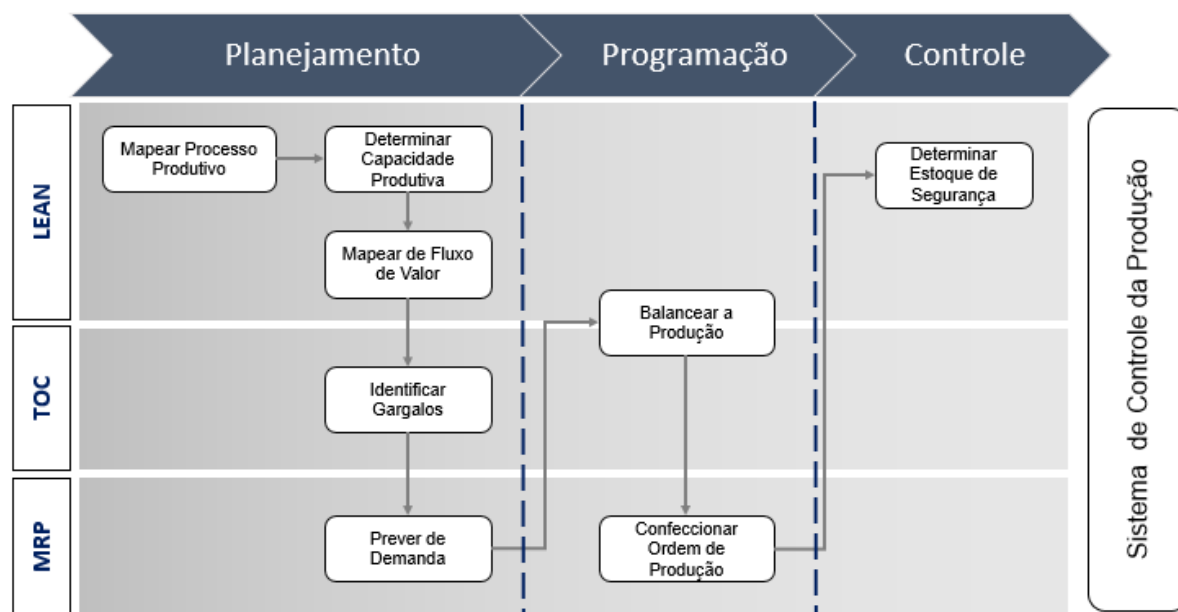 Planejamento
Programação
Controle
LEAN
Mapear Processo
Produtivo
Determinar
Capacidade
Produtiva
Determinar
Estoque de
Segurança
Mapear de Fluxo
de Valor
Balancear a
Produção
TOC
Identificar
Gargalos
MRP
Prever de
Demanda
Confeccionar
Ordem de
Produção
Sistema de Controle da Produção